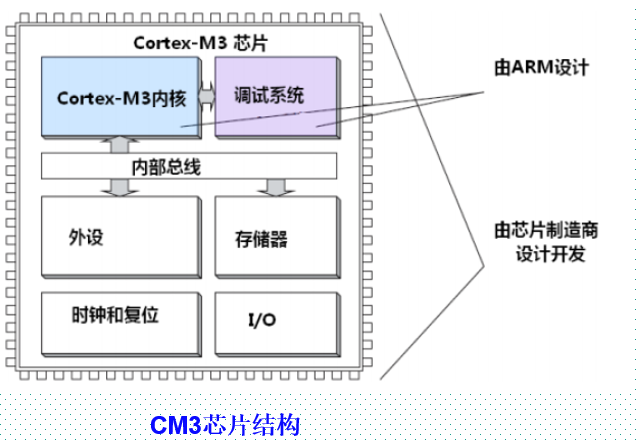 Cortex-M3 芯片
Cortex-M3内核
调试系统
由ARM设计
内部总线
外设
存储器
由芯片制造商
设计开发
时钟和复位
I/O
CM3芯片结构